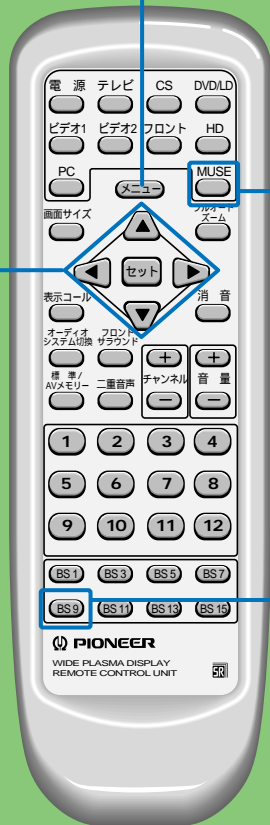 電 源 テレビ CS DVD/LD
ビデオ1 ビデオ2 フロント HD
PC メニュー MUSE
画面サイズ フルオート
ズーム
▲
◀ セット ▶
▼
表示コール 消 音
オーディオ
システム切換 フロント
サラウンド
標 準/
AVメモリー 二重音声
+ チャンネル −
+ 音 量 −
1 2 3 4
5 6 7 8
9 10 11 12
BS 1 BS 3 BS 5 BS 7
BS 9 BS 11 BS 13 BS 15
PIONEER
WIDE PLASMA DISPLAY
REMOTE CONTROL UNIT SR